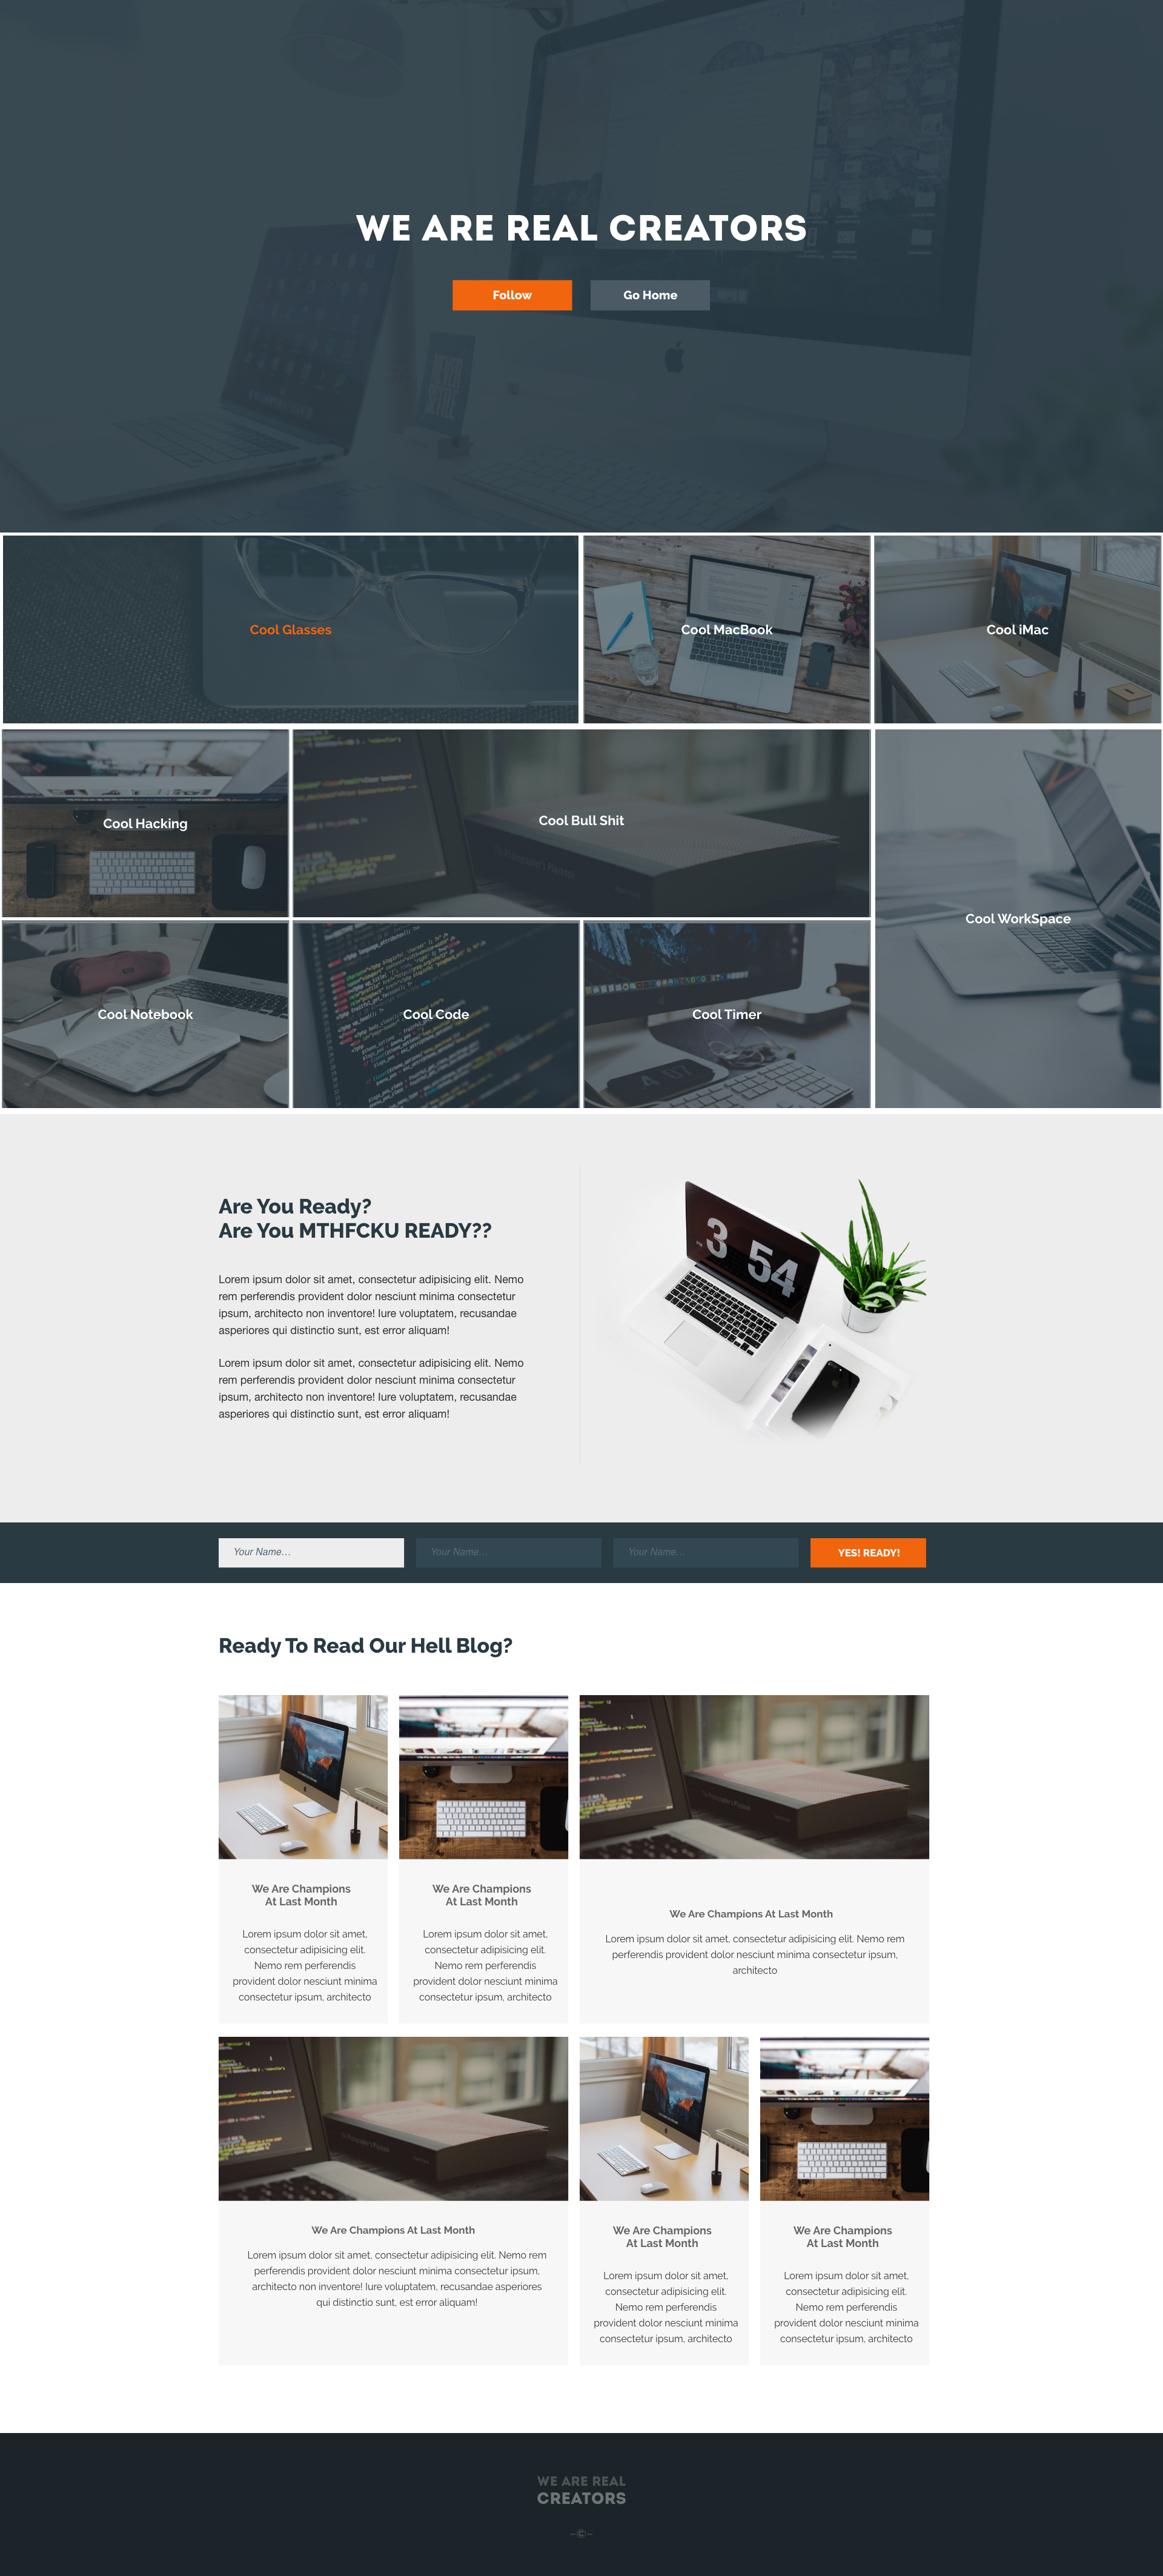 WE ARE REAL CREATORS
Follow
Go Home
Cool Glasses
Cool MacBook
Cool iMac
Cool Hacking
Cool Bull Shit
Cool WorkSpace
Cool Notebook
Cool Code
Cool Timer
Are You Ready?
Are You MTHFCKU READY??
Lorem ipsum dolor sit amet, consectetur adipisicing elit. Nemo
rem perferendis provident dolor nesciunt minima consectetur
ipsum, architecto non inventore! Iure voluptatem, recusandae
asperiores qui distinctio sunt, est error aliquam!
Lorem ipsum dolor sit amet, consectetur adipisicing elit. Nemo
rem perferendis provident dolor nesciunt minima consectetur
ipsum, architecto non inventore! Iure voluptatem, recusandae
asperiores qui distinctio sunt, est error aliquam!
3 54
Your Name...
Your Name...
Your Name...
YES! READY!
Ready To Read Our Hell Blog?
We Are Champions
At Last Month
Lorem ipsum dolor sit amet,
consectetur adipisicing elit.
Nemo rem perferendis
provident dolor nesciunt minima
consectetur ipsum, architecto
We Are Champions
At Last Month
Lorem ipsum dolor sit amet,
consectetur adipisicing elit.
Nemo rem perferendis
provident dolor nesciunt minima
consectetur ipsum, architecto
We Are Champions At Last Month
Lorem ipsum dolor sit amet, consectetur adipisicing elit. Nemo rem
perferendis provident dolor nesciunt minima consectetur ipsum,
architecto
We Are Champions At Last Month
Lorem ipsum dolor sit amet, consectetur adipisicing elit. Nemo rem
perferendis provident dolor nesciunt minima consectetur ipsum,
architecto non inventore! Iure voluptatem, recusandae asperiores
qui distinctio sunt, est error aliquam!
We Are Champions
At Last Month
Lorem ipsum dolor sit amet,
consectetur adipisicing elit.
Nemo rem perferendis
provident dolor nesciunt minima
consectetur ipsum, architecto
We Are Champions
At Last Month
Lorem ipsum dolor sit amet,
consectetur adipisicing elit.
Nemo rem perferendis
provident dolor nesciunt minima
consectetur ipsum, architecto
WE ARE REAL
CREATORS